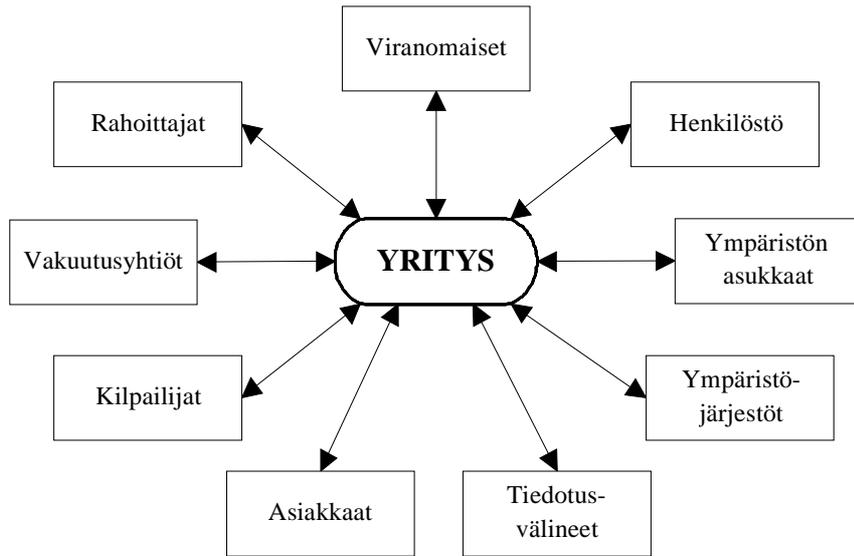 Viranomaiset
Rahoittajat
Henkilöstö
Vakuutusyhtiöt
YRITYS
Ympäristön
asukkaat
Kilpailijat
Ympäristö-
järjestöt
Asiakkaat
Tiedotus-
välineet